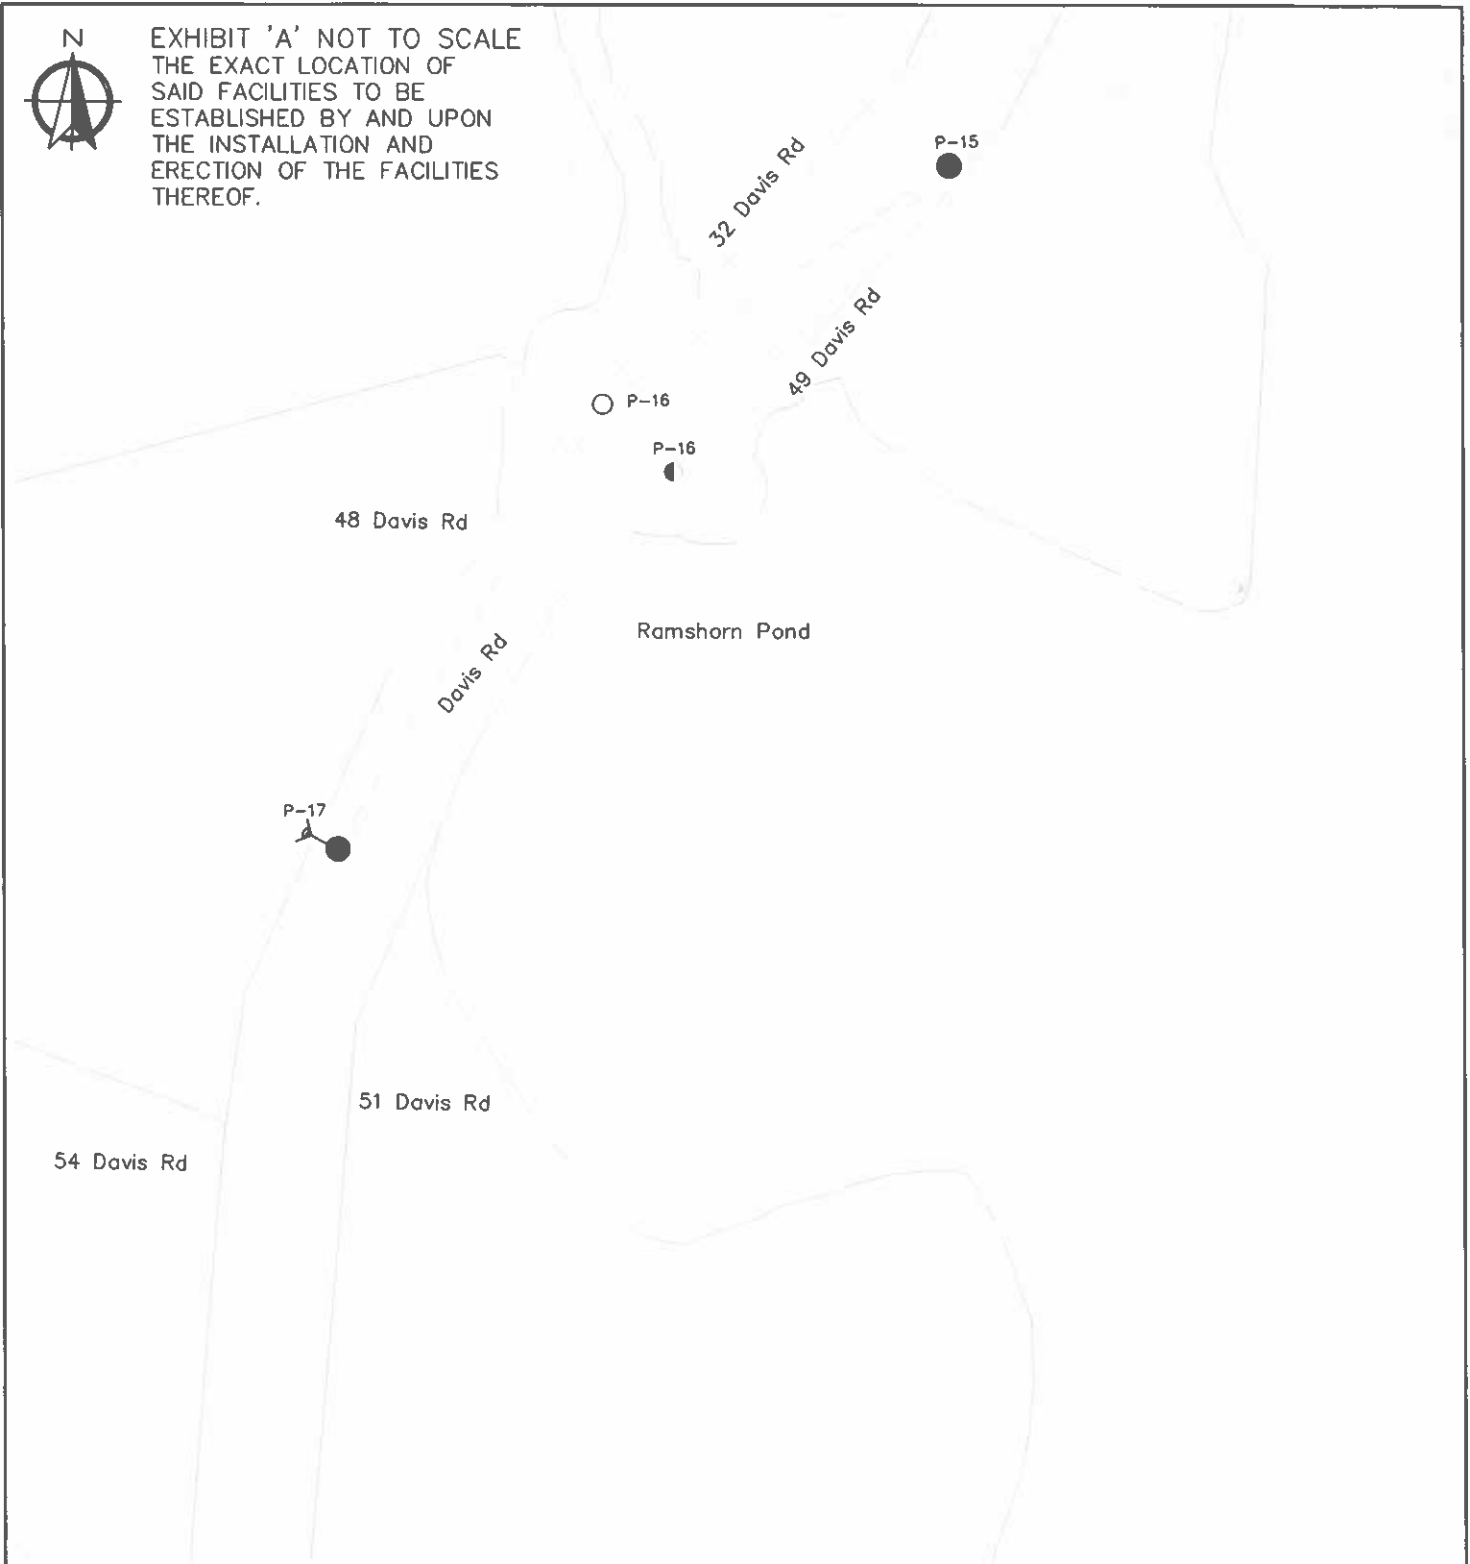 N
EXHIBIT 'A' NOT TO SCALE
THE EXACT LOCATION OF
SAID FACILITIES TO BE
ESTABLISHED BY AND UPON
THE INSTALLATION AND
ERECTION OF THE FACILITIES
THEREOF.
P-15
32 Davis Rd
49 Davis Rd
P-16
P-16
48 Davis Rd
Ramshorn Pond
Davis Rd
P-17
51 Davis Rd
54 Davis Rd